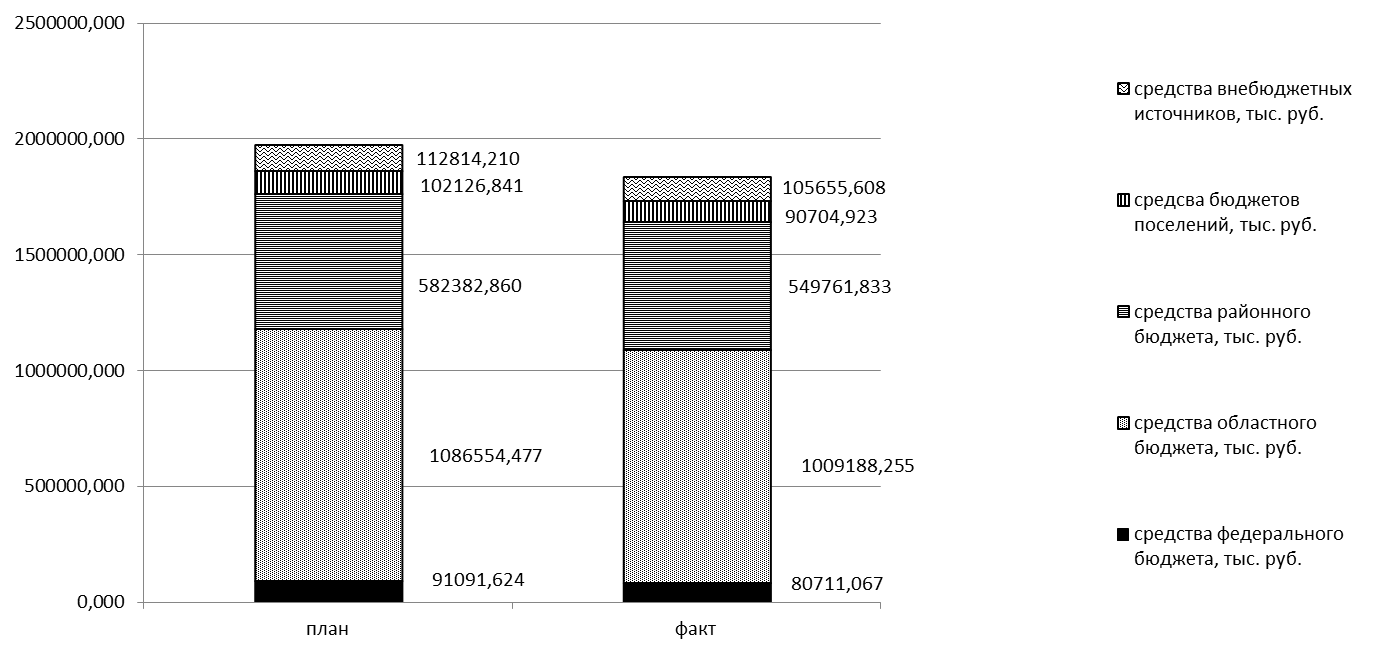 2500000,000
2000000,000
1500000,000
1000000,000
500000,000
0,000
112814,210
102126,841
582382,860
1086554,477
91091,624
105655,608
90704,923
549761,833
1009188,255
80711,067
план
факт
средства внебюджетных
источников, тыс. руб.
средсва бюджетов
поселений, тыс. руб.
средства районного
бюджета, тыс. руб.
средства областного
бюджета, тыс. руб.
средства федерального
бюджета, тыс. руб.